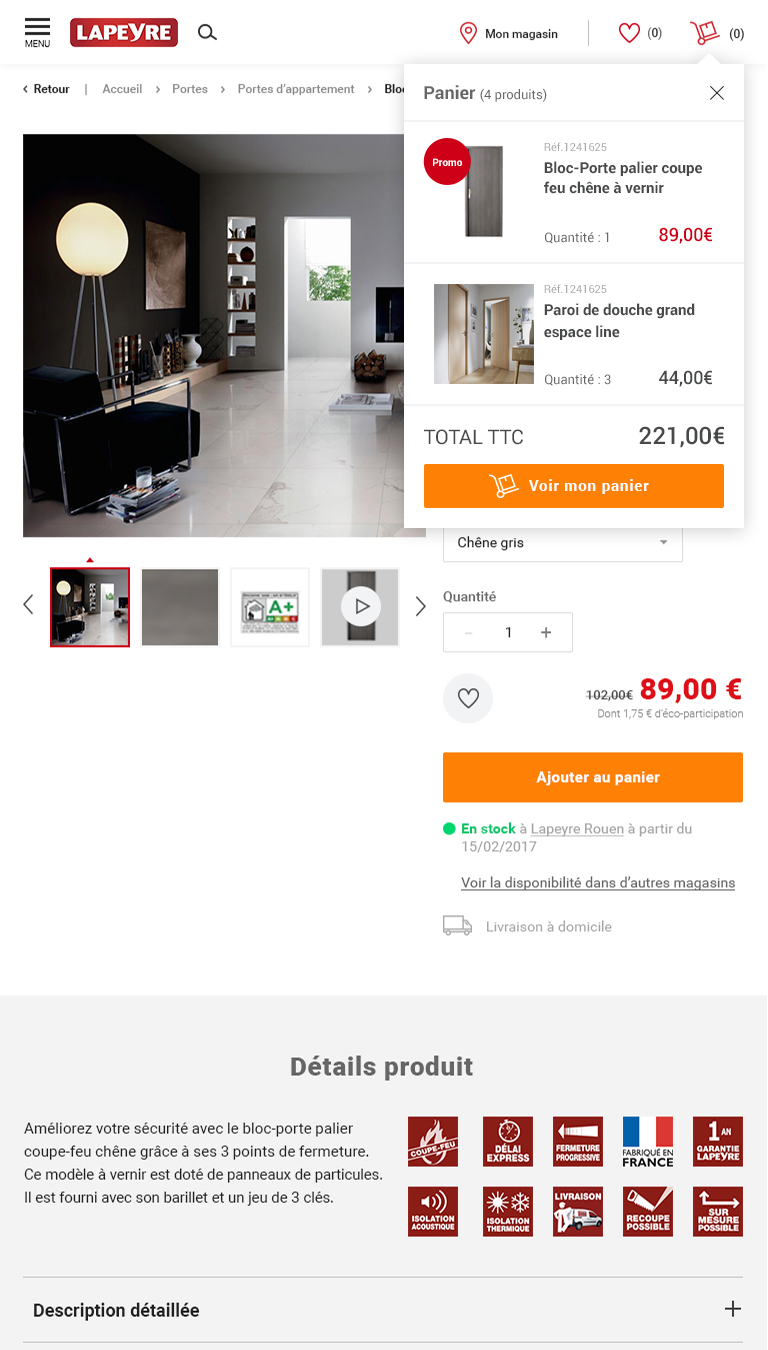 MENU
LAPEYRE
Mon magasin
(0)
(0)
Retour
|
Accueil
Portes
Portes d'appartement
Panier (4 produits)
Promo
Réf.1241625
Bloc-Porte palier coupe
feu chêne à vernir
Quantité : 1
89,00€
Réf.1241625
Paroi de douche grand
espace line
Quantité : 3
44,00€
TOTAL TTC
221,00€
Voir mon panier
Chêne gris
A+
Quantité
- 1 +
102,00€ 89,00 €
Dont 1,75 € d'éco-participation
Ajouter au panier
En stock à Lapeyre Rouen à partir du
15/02/2017
Voir la disponibilité dans d'autres magasins
Livraison à domicile
Détails produit
Améliorez votre sécurité avec le bloc-porte palier
coupe-feu chêne grâce à ses 3 points de fermeture.
Ce modèle à vernir est doté de panneaux de particules.
Il est fourni avec son barillet et un jeu de 3 clés.
COUPE-FEU
DÉLAI
EXPRESS
FERMETURE
PROGRESSIVE
FABRIQUÉ EN
FRANCE
1 AN
GARANTIE
LAPEYRE
ISOLATION
ACOUSTIQUE
ISOLATION
THERMIQUE
LIVRAISON
RECOUPE
POSSIBLE
SUR
MESURE
POSSIBLE
Description détaillée